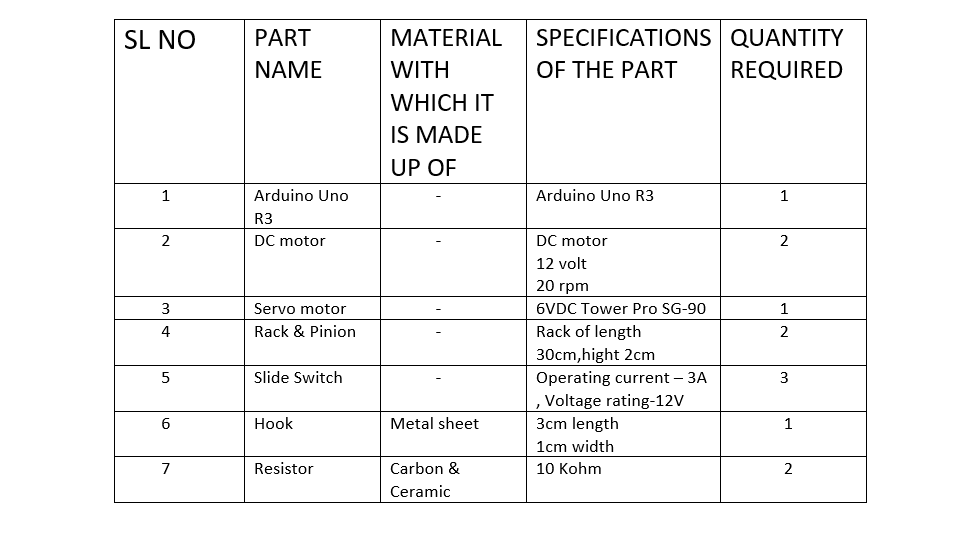 SL NO PART NAME MATERIAL WITH WHICH IT IS MADE UP OF SPECIFICATIONS OF THE PART QUANTITY REQUIRED
1 Arduino Uno R3 - Arduino Uno R3 1
2 DC motor - DC motor 12 volt 20 rpm 2
3 Servo motor - 6VDC Tower Pro SG-90 1
4 Rack & Pinion - Rack of length 30cm,hight 2cm 2
5 Slide Switch - Operating current – 3A , Voltage rating-12V 3
6 Hook Metal sheet 3cm length 1cm width 1
7 Resistor Carbon & Ceramic 10 Kohm 2